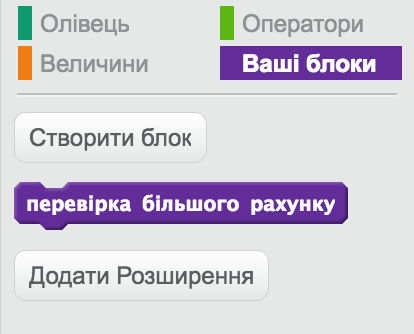 Олівець
Оператори
Величини
Ваші блоки
Створити блок
перевірка більшого рахунку
Додати Розширення